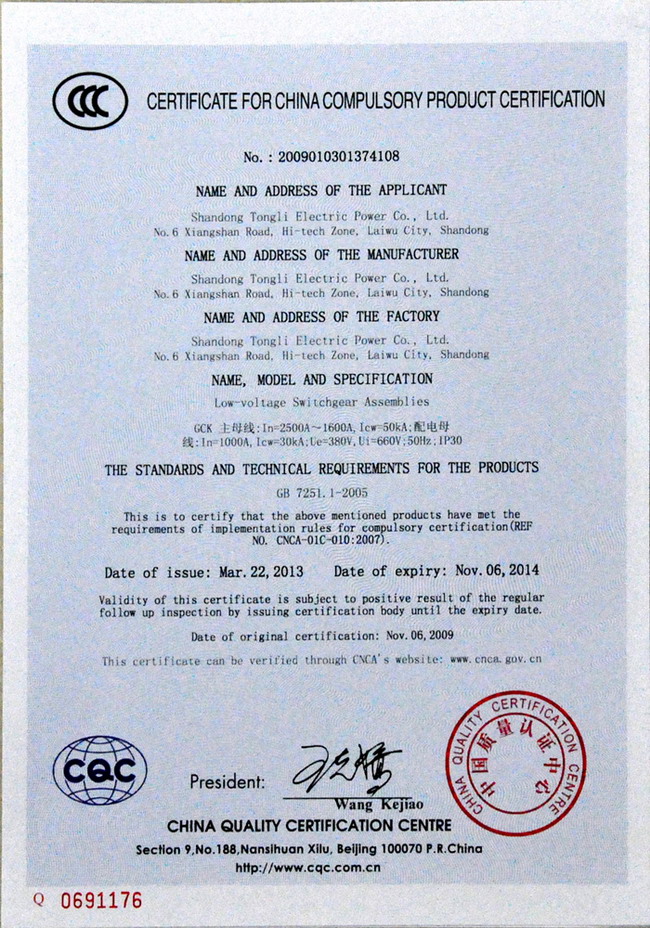 CCC
CERTIFICATE FOR CHINA COMPULSORY PRODUCT CERTIFICATION
No. : 2009010301374108
NAME AND ADDRESS OF THE APPLICANT
Shandong Tongli Electric Power Co., Ltd.
No.6 Xiangshan Road, Hi-tech Zone, Laiwu City, Shandong
NAME AND ADDRESS OF THE MANUFACTURER
Shandong Tongli Electric Power Co., Ltd.
No.6 Xiangshan Road, Hi-tech Zone, Laiwu City, Shandong
NAME AND ADDRESS OF THE FACTORY
Shandong Tongli Electric Power Co., Ltd.
No.6 Xiangshan Road, Hi-tech Zone, Laiwu City, Shandong
NAME, MODEL AND SPECIFICATION
Low-voltage Switchgear Assemblies
GCK 主母线:In=2500A~1600A,Icw=50kA;配电母
线:In=1000A,Icw=30kA;Ue=380V,Ui=660V;50Hz;IP30
THE STANDARDS AND TECHNICAL REQUIREMENTS FOR THE PRODUCTS
GB 7251.1-2005
This is to certify that the above mentioned products have met the
requirements of implementation rules for compulsory certification(REF
NO. CNCA-01C-010:2007).
Date of issue: Mar.22,2013 Date of expiry: Nov.06,2014
Validity of this certificate is subject to positive result of the regular
follow up inspection by issuing certification body until the expiry date.
Date of original certification: Nov.06,2009
This certificate can be verified through CNCA's website: www.cnca.gov.cn
CQC
President:
王克娇
Wang Kejiao
CHINA QUALITY CERTIFICATION CENTRE
中国质量认证中心
CHINA QUALITY CERTIFICATION CENTRE
Section 9,No.188,Nansihuan Xilu, Beijing 100070 P.R.China
http://www.cqc.com.cn
Q 0691176